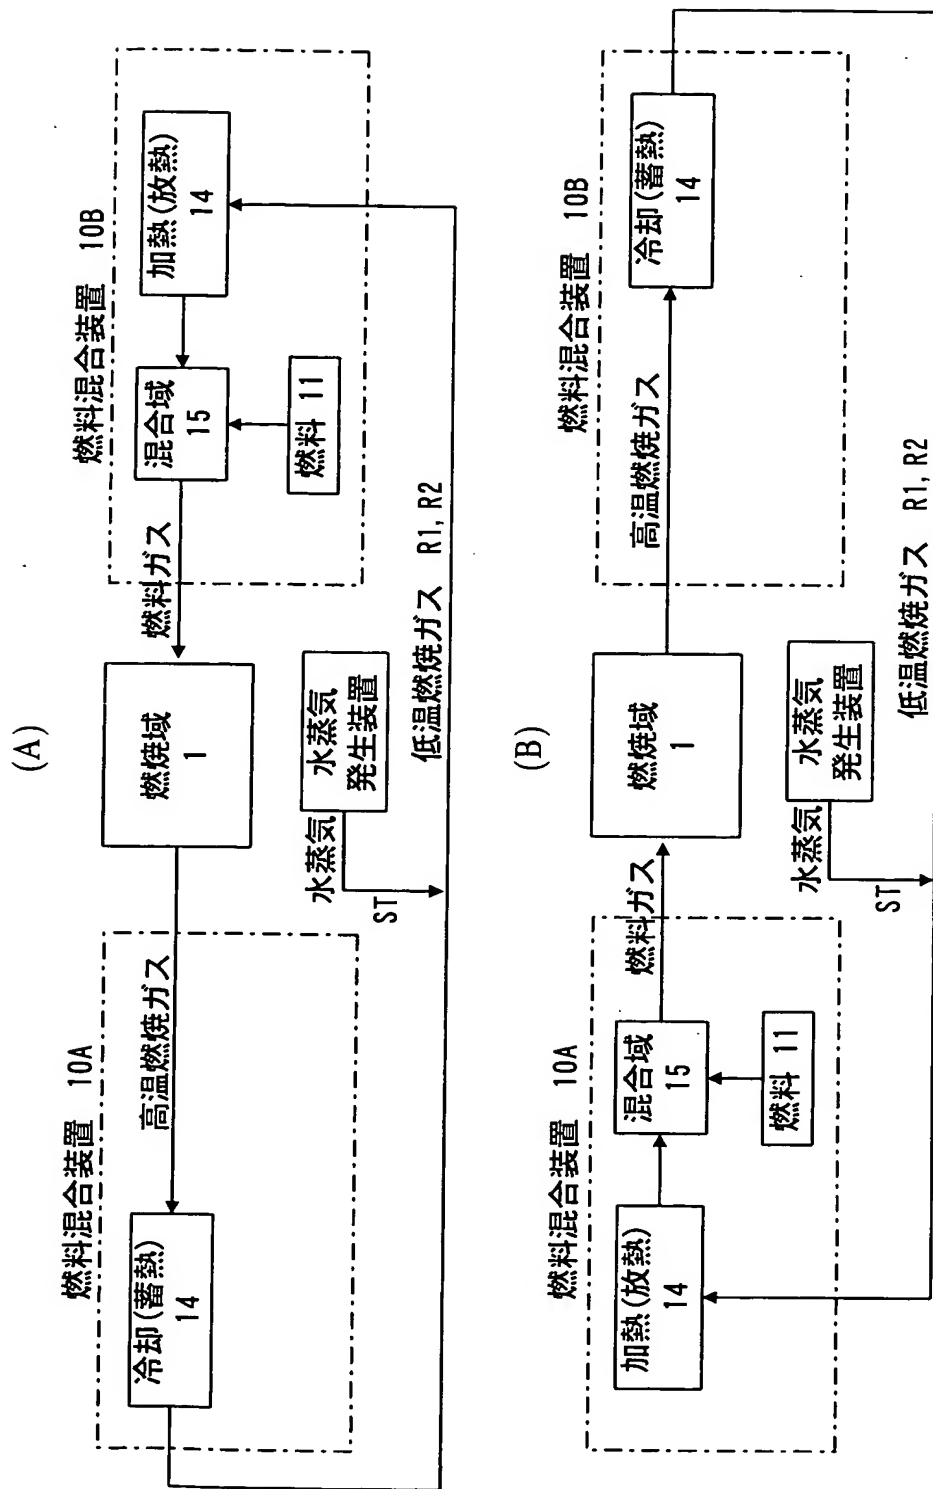 (A)
燃料混合装置 10A
冷却(蓄熱)
14
高温燃焼ガス
燃焼域
1
燃料ガス
燃料混合装置 10B
混合域
15
加熱(放熱)
14
燃料 11
水蒸気
ST
水蒸気
発生装置
低温燃焼ガス R1, R2
(B)
燃料混合装置 10A
加熱(放熱)
14
混合域
15
燃料 11
燃料ガス
燃焼域
1
高温燃焼ガス
燃料混合装置 10B
冷却(蓄熱)
14
水蒸気
ST
水蒸気
発生装置
低温燃焼ガス R1, R2